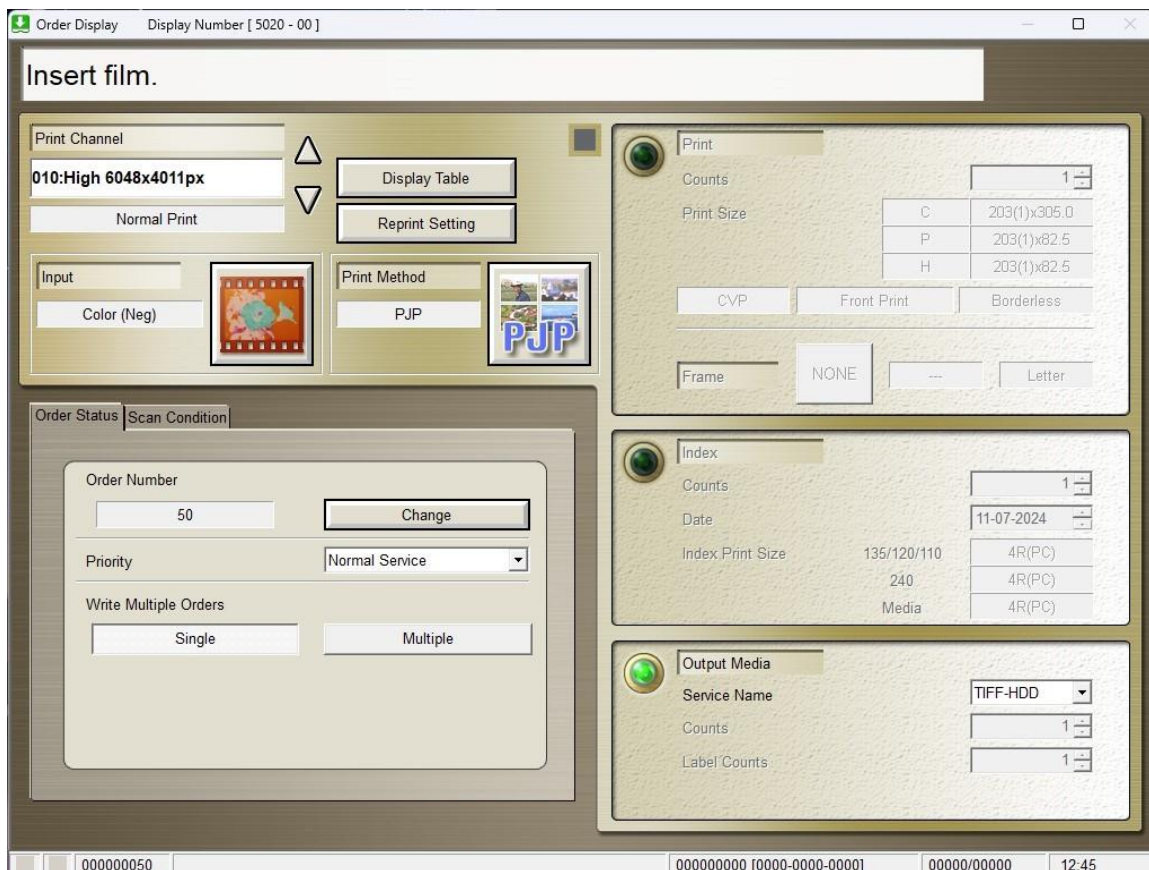 Order Display Display Number [ 5020 - 00 ]
Insert film.
Print Channel
010:High 6048x4011px
Normal Print
Display Table
Reprint Setting
Input
Color (Neg)
Print Method
PJP
PJP
Order Status Scan Condition
Order Number
50 Change
Priority Normal Service
Write Multiple Orders
Single Multiple
Print
Counts 1
Print Size C 203(1)x305.0
P 203(1)x82.5
H 203(1)x82.5
CVP Front Print Borderless
Frame NONE --- Letter
Index
Counts 1
Date 11-07-2024
Index Print Size 135/120/110 4R(PC)
240 4R(PC)
Media 4R(PC)
Output Media
Service Name TIFF-HDD
Counts 1
Label Counts 1
000000050 000000000 [0000-0000-0000] 00000/00000 12:45